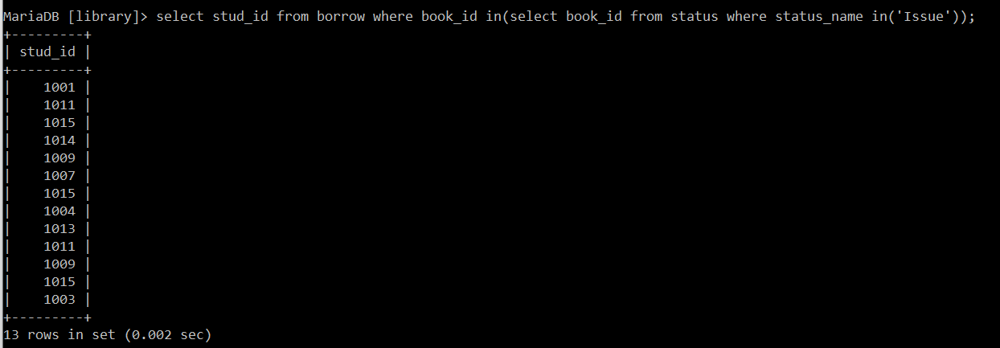 MariaDB [library]> select stud_id from borrow where book_id in(select book_id from status where status_name in('Issue'));
+---------+
| stud_id |
+---------+
|    1001 |
|    1011 |
|    1015 |
|    1014 |
|    1009 |
|    1007 |
|    1015 |
|    1004 |
|    1013 |
|    1011 |
|    1009 |
|    1015 |
|    1003 |
+---------+
13 rows in set (0.002 sec)